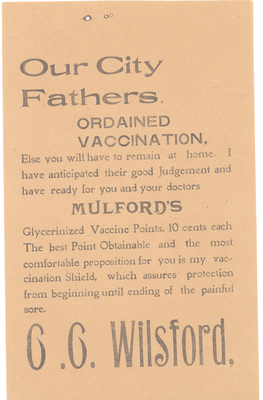 Our City
Fathers,
ORDAINED
VACCINATION,
Else you will have to remain at home. I
have anticipated their good Judgement and
have ready for you and your doctors
MULFORD'S
Glycerinized Vaccine Points, 10 cents each
The best Point Obtainable and the most
comfortable proposition for you is my vac-
cination Shield, which assures protection
from beginning until ending of the painful
sore.
C .C. Wilsford,